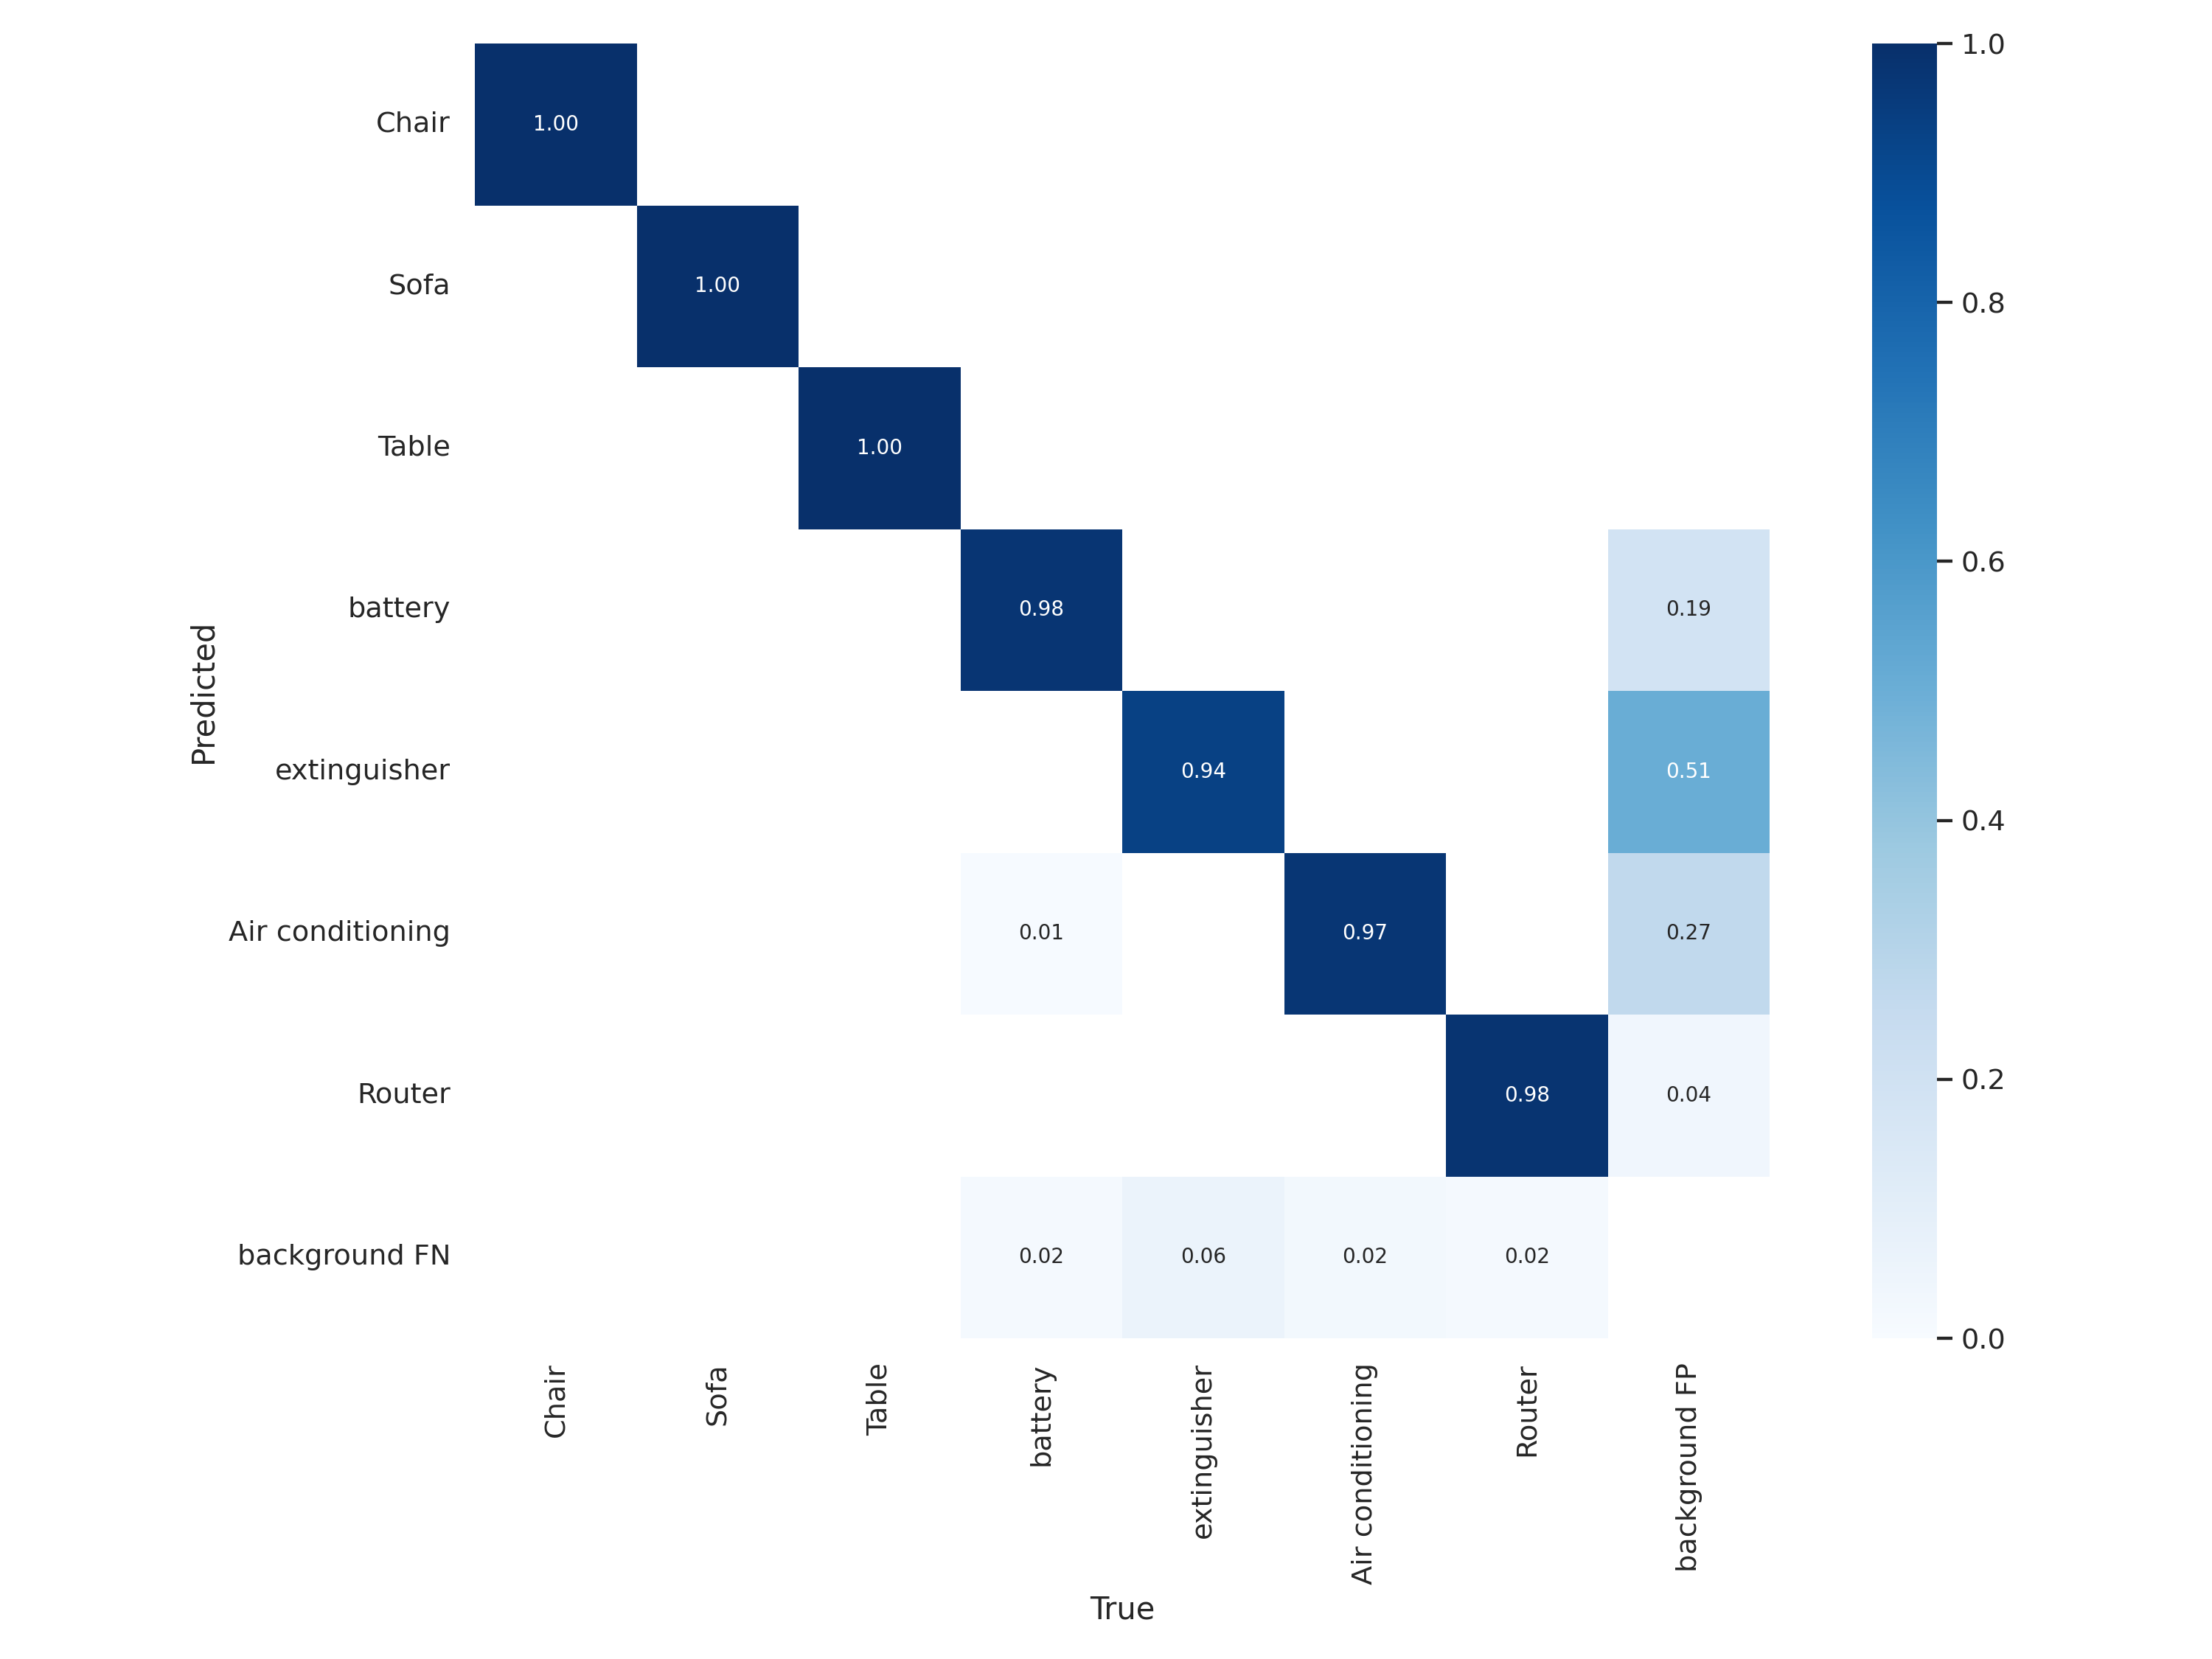 Predicted
Chair 1.00
Sofa 1.00
Table 1.00
battery 0.98 0.19
extinguisher 0.94 0.51
Air conditioning 0.01 0.97 0.27
Router 0.98 0.04
background FN 0.02 0.06 0.02 0.02
Chair
Sofa
Table
battery
extinguisher
Air conditioning
Router
background FP
True
1.0
0.8
0.6
0.4
0.2
0.0